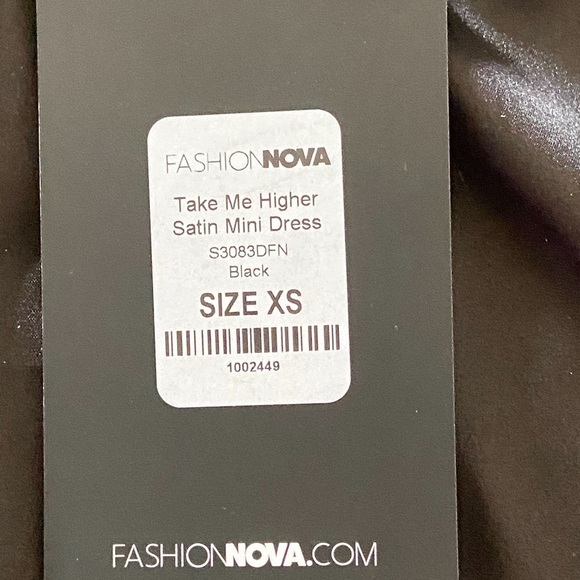 FASHIONNOVA
Take Me Higher
Satin Mini Dress
S3083DFN
Black
SIZE XS
1002449
FASHIONNOVA.COM